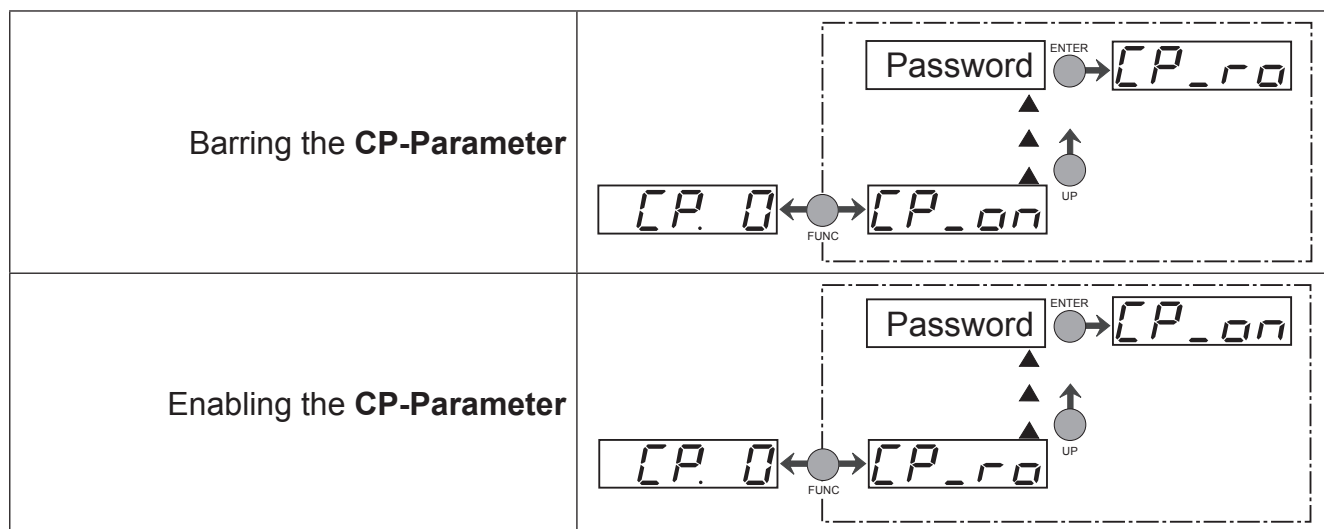 Barring the CP-Parameter
Password ENTER CP_ro
UP
CP. 0 FUNC CP_on
Enabling the CP-Parameter
Password ENTER CP_on
UP
CP. 0 FUNC CP_ro